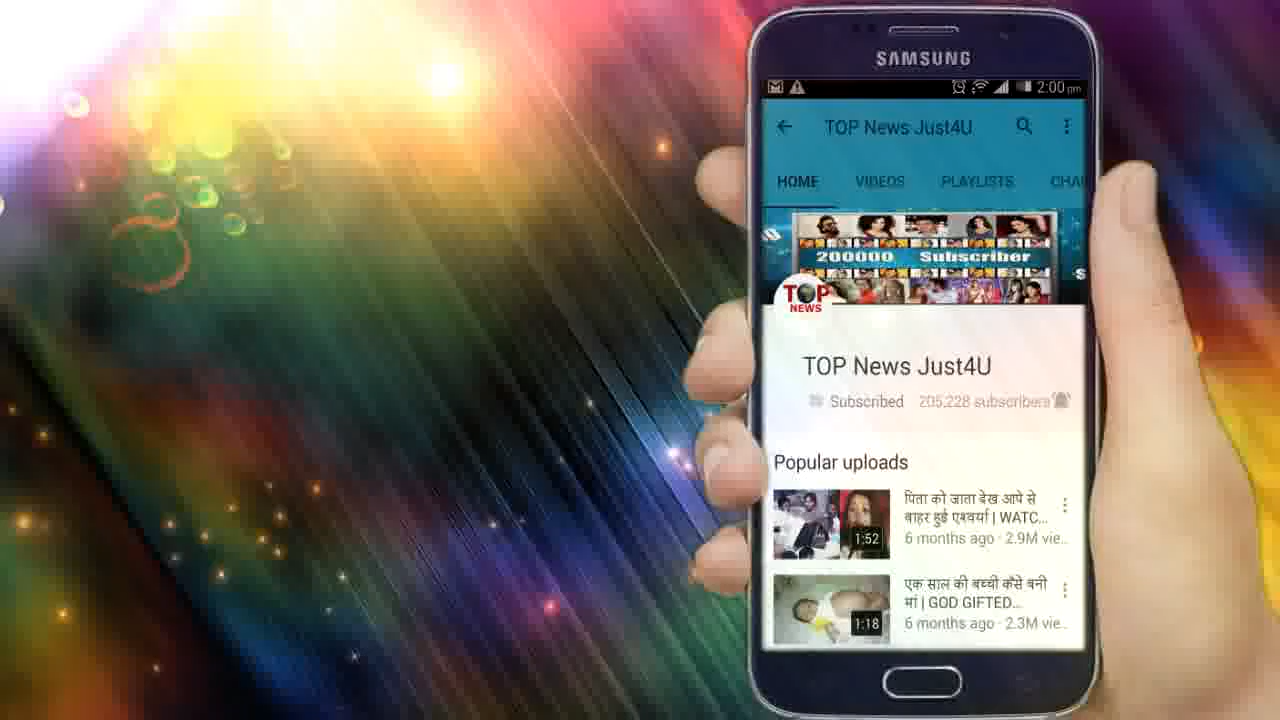 SAMSUNG
2:00 pm
TOP News Just4U
HOME VIDEOS PLAYLISTS CHA
200000 Subscriber
TOP
NEWS
TOP News Just4U
Subscribed 205,228 subscribers
Popular uploads
पिता को जाता देख आपे से
बाहर हुई एश्वर्या | WATC...
6 months ago · 2.9M vie..
1:52
एक साल की बच्ची कैसे बनी
मां | GOD GIFTED...
6 months ago · 2.3M vie..
1:18